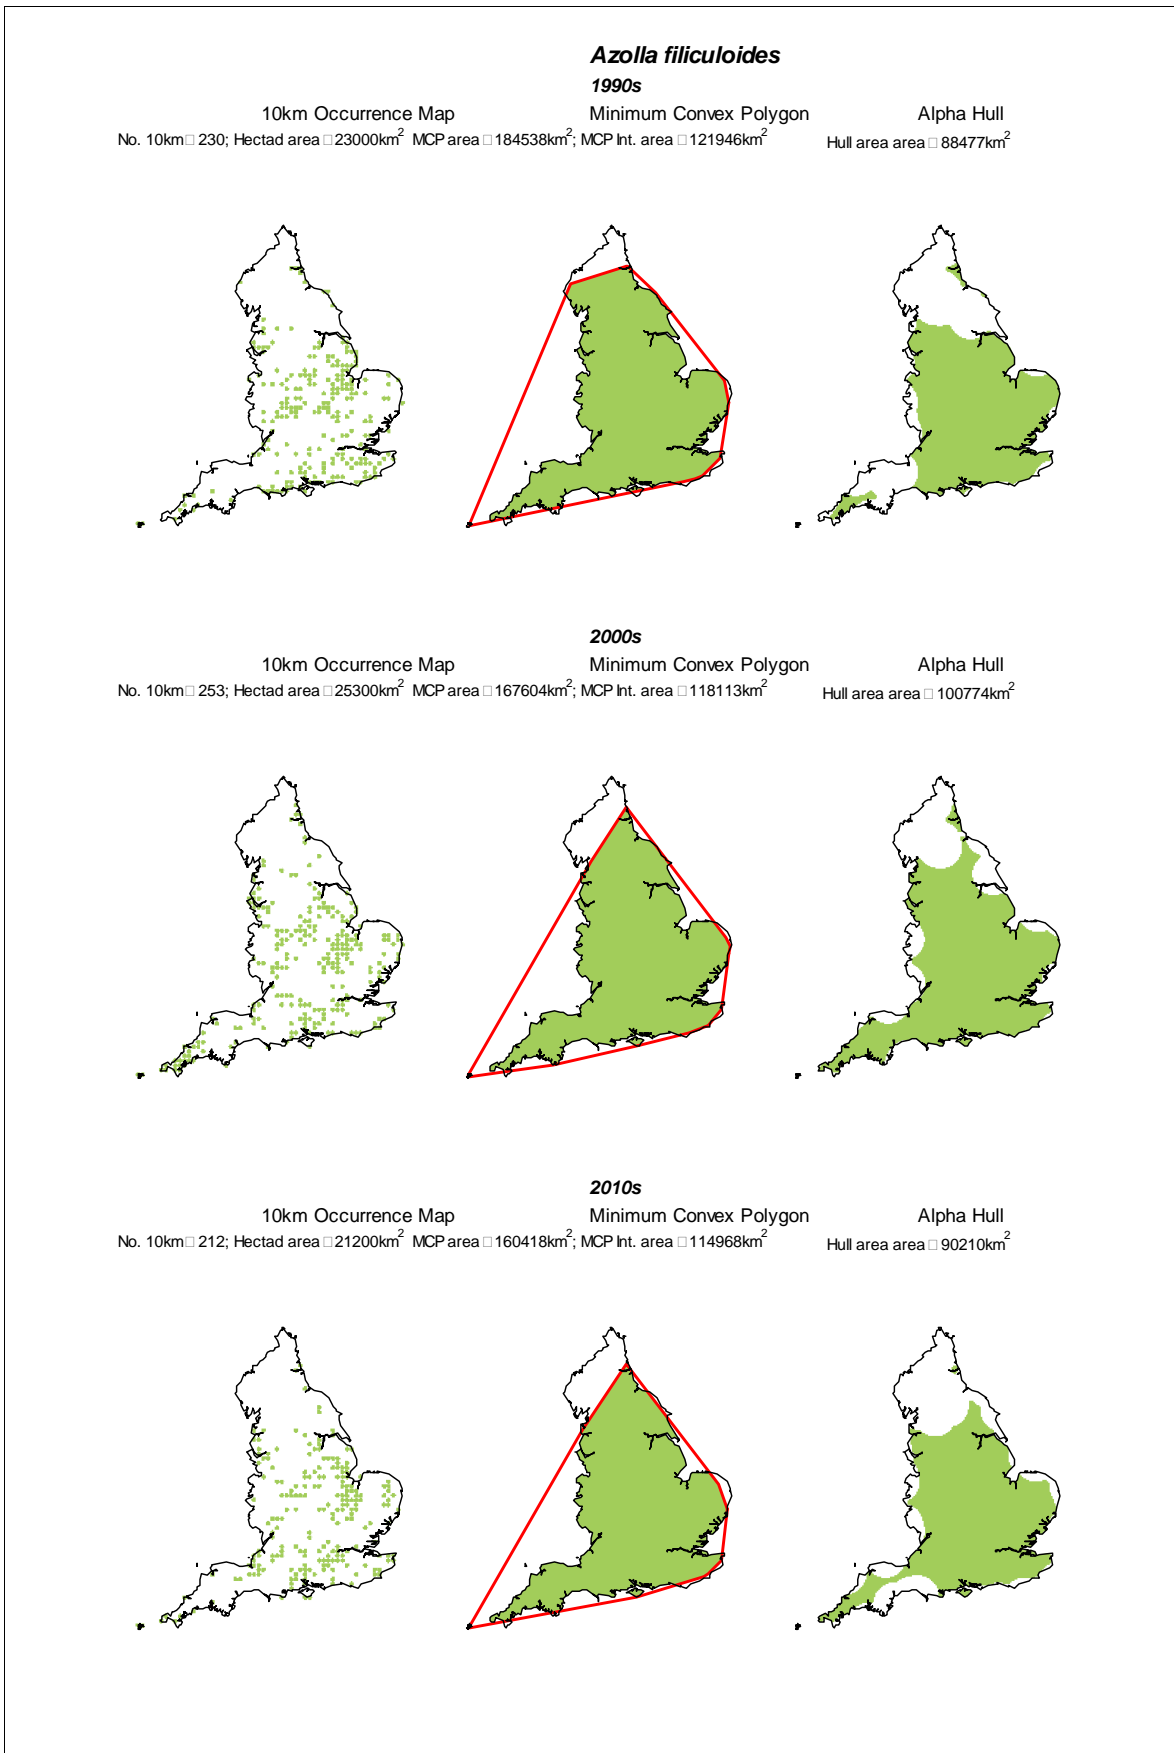 Azolla filiculoides
1990s
10km Occurrence Map Minimum Convex Polygon Alpha Hull
No. 10km□230; Hectad area□23000km² MCP area□184538km²; MCP Int. area□121946km² Hull area area□88477km²
2000s
10km Occurrence Map Minimum Convex Polygon Alpha Hull
No. 10km□253; Hectad area□25300km² MCP area□167604km²; MCP Int. area□118113km² Hull area area□100774km²
2010s
10km Occurrence Map Minimum Convex Polygon Alpha Hull
No. 10km□212; Hectad area□21200km² MCP area□160418km²; MCP Int. area□114968km² Hull area area□90210km²